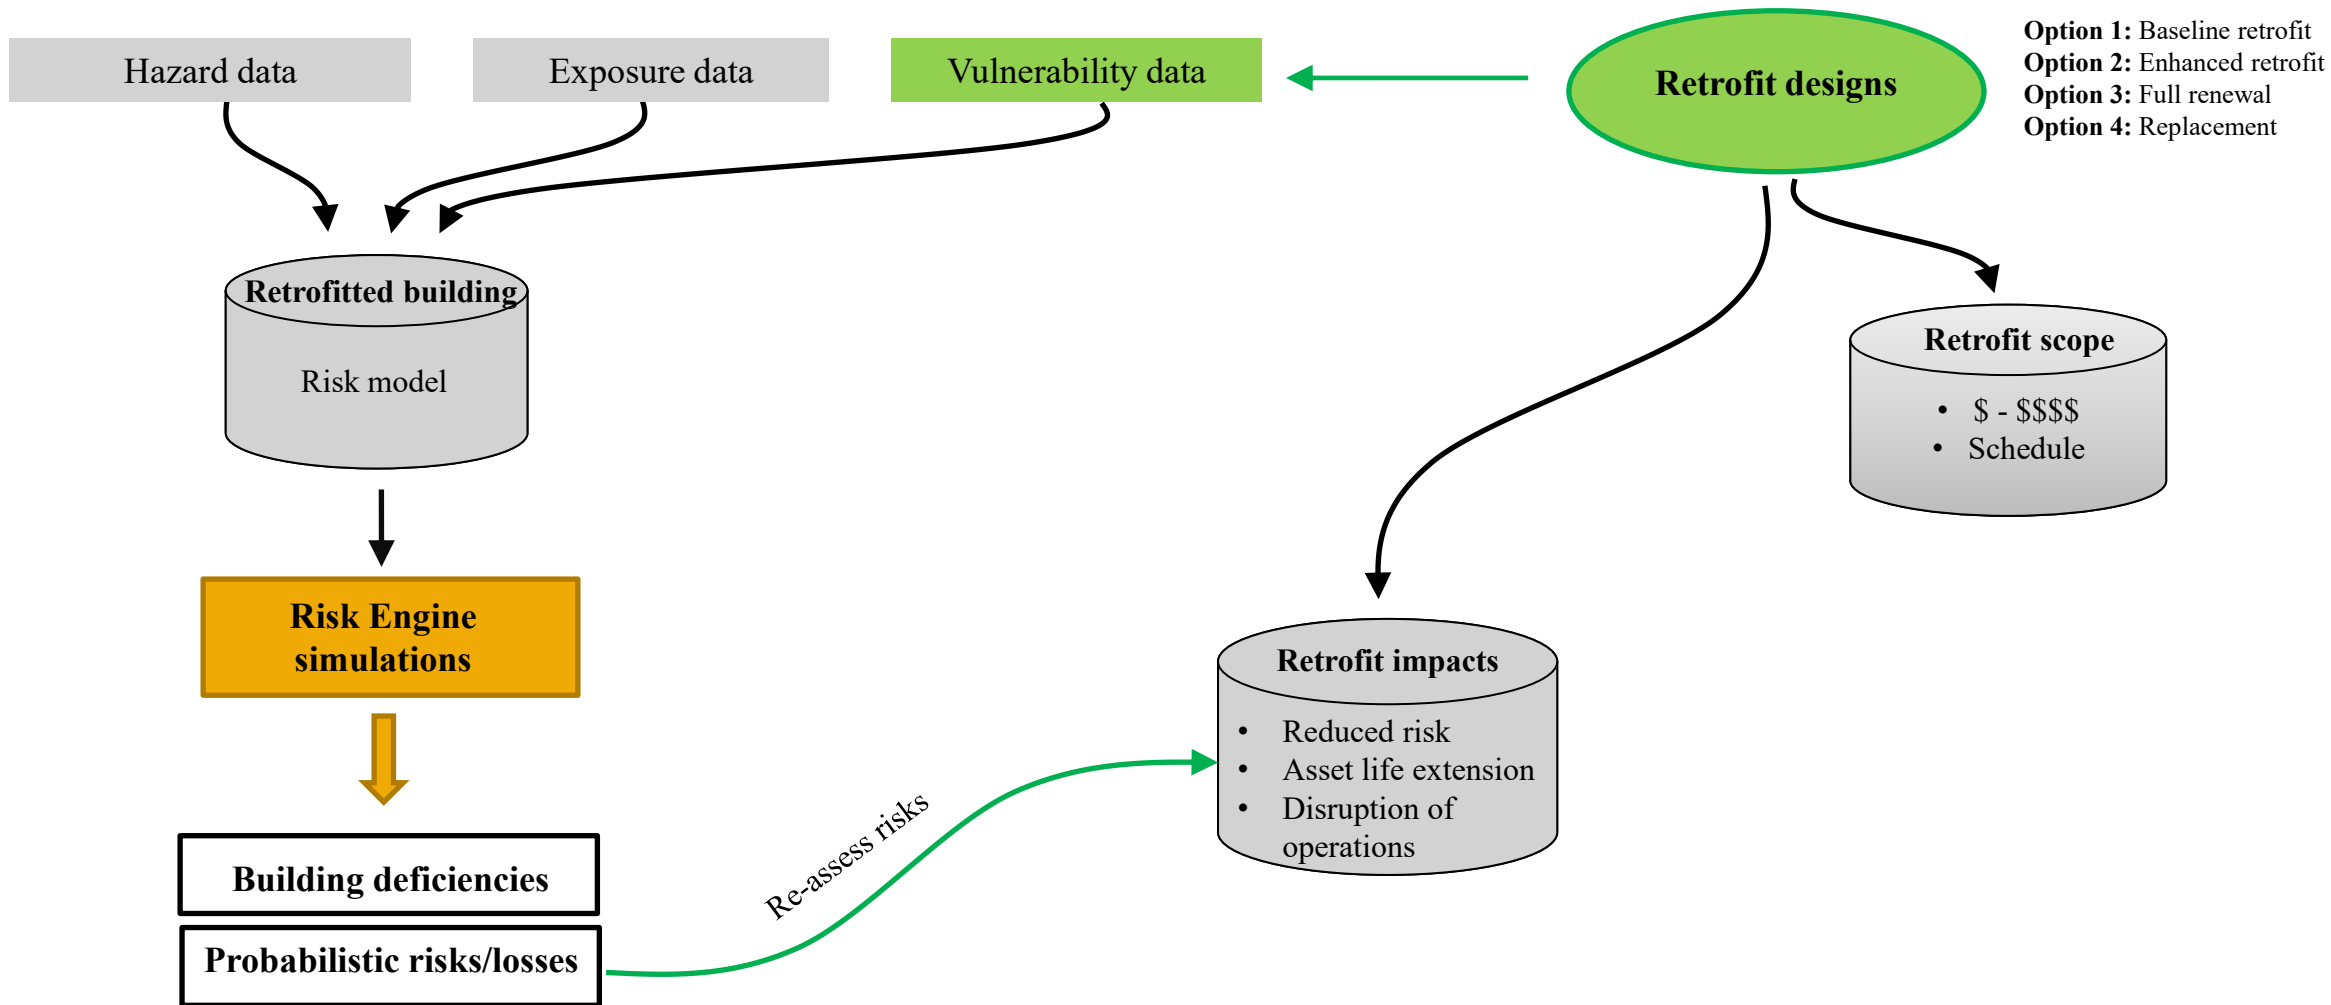 Hazard data
Exposure data
Vulnerability data
Retrofit designs
Option 1: Baseline retrofit
Option 2: Enhanced retrofit
Option 3: Full renewal
Option 4: Replacement
Retrofitted building
Risk model
Retrofit scope
• $ - $$$$
• Schedule
Risk Engine
simulations
Retrofit impacts
• Reduced risk
• Asset life extension
• Disruption of
operations
Re-assess risks
Building deficiencies
Probabilistic risks/losses